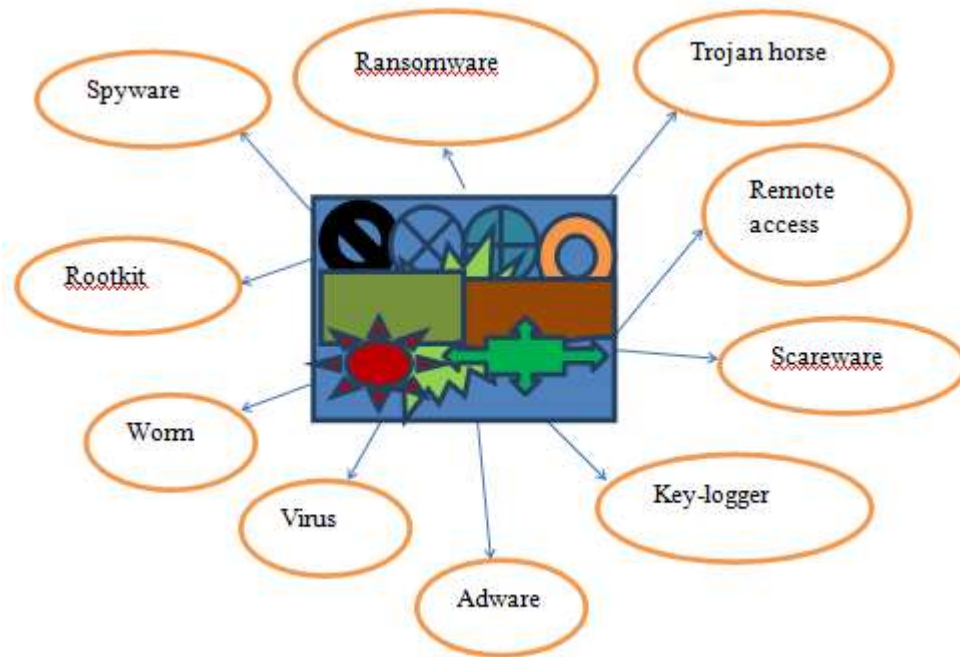 Ransomware
Trojan horse
Spyware
Remote
access
Rootkit
Scareware
Worm
Key-logger
Virus
Adware